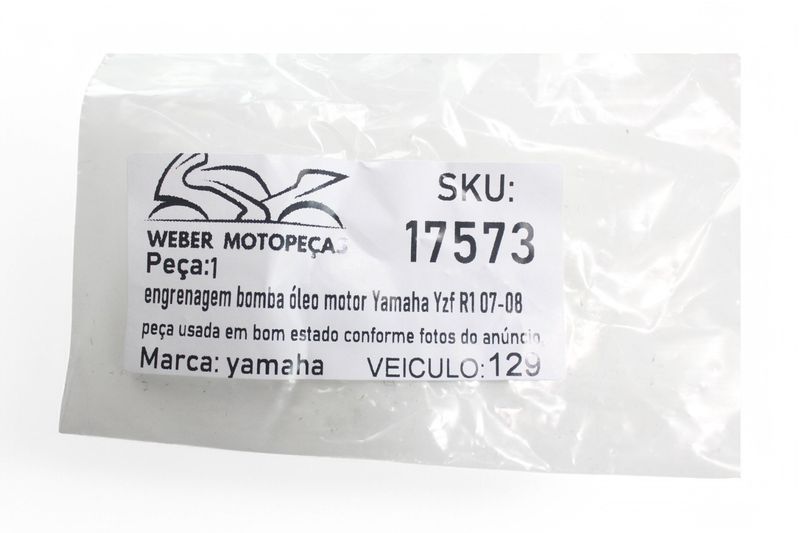 SKU:
17573
WEBER MOTOPEÇAS
Peça:1
engrenagem bomba óleo motor Yamaha Yzf R1 07-08
peça usada em bom estado conforme fotos do anúncio.
Marca: yamaha VEICULO:129